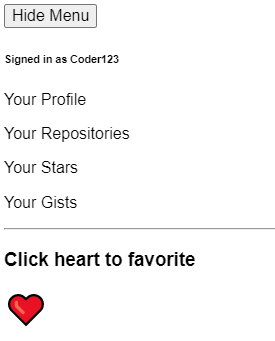 Hide Menu
Signed in as Coder123
Your Profile
Your Repositories
Your Stars
Your Gists
Click heart to favorite